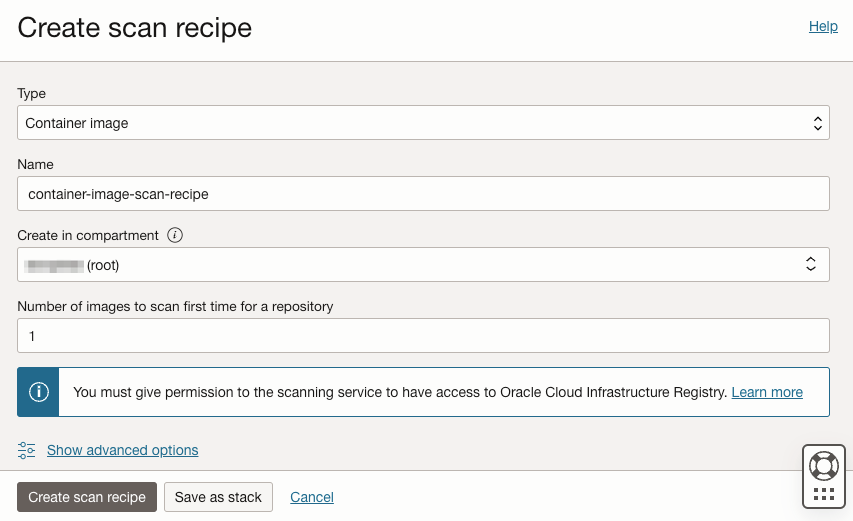 Create scan recipe
Help
Type
Container image
Name
container-image-scan-recipe
Create in compartment
(root)
Number of images to scan first time for a repository
1
You must give permission to the scanning service to have access to Oracle Cloud Infrastructure Registry. Learn more
Show advanced options
Create scan recipe
Save as stack
Cancel